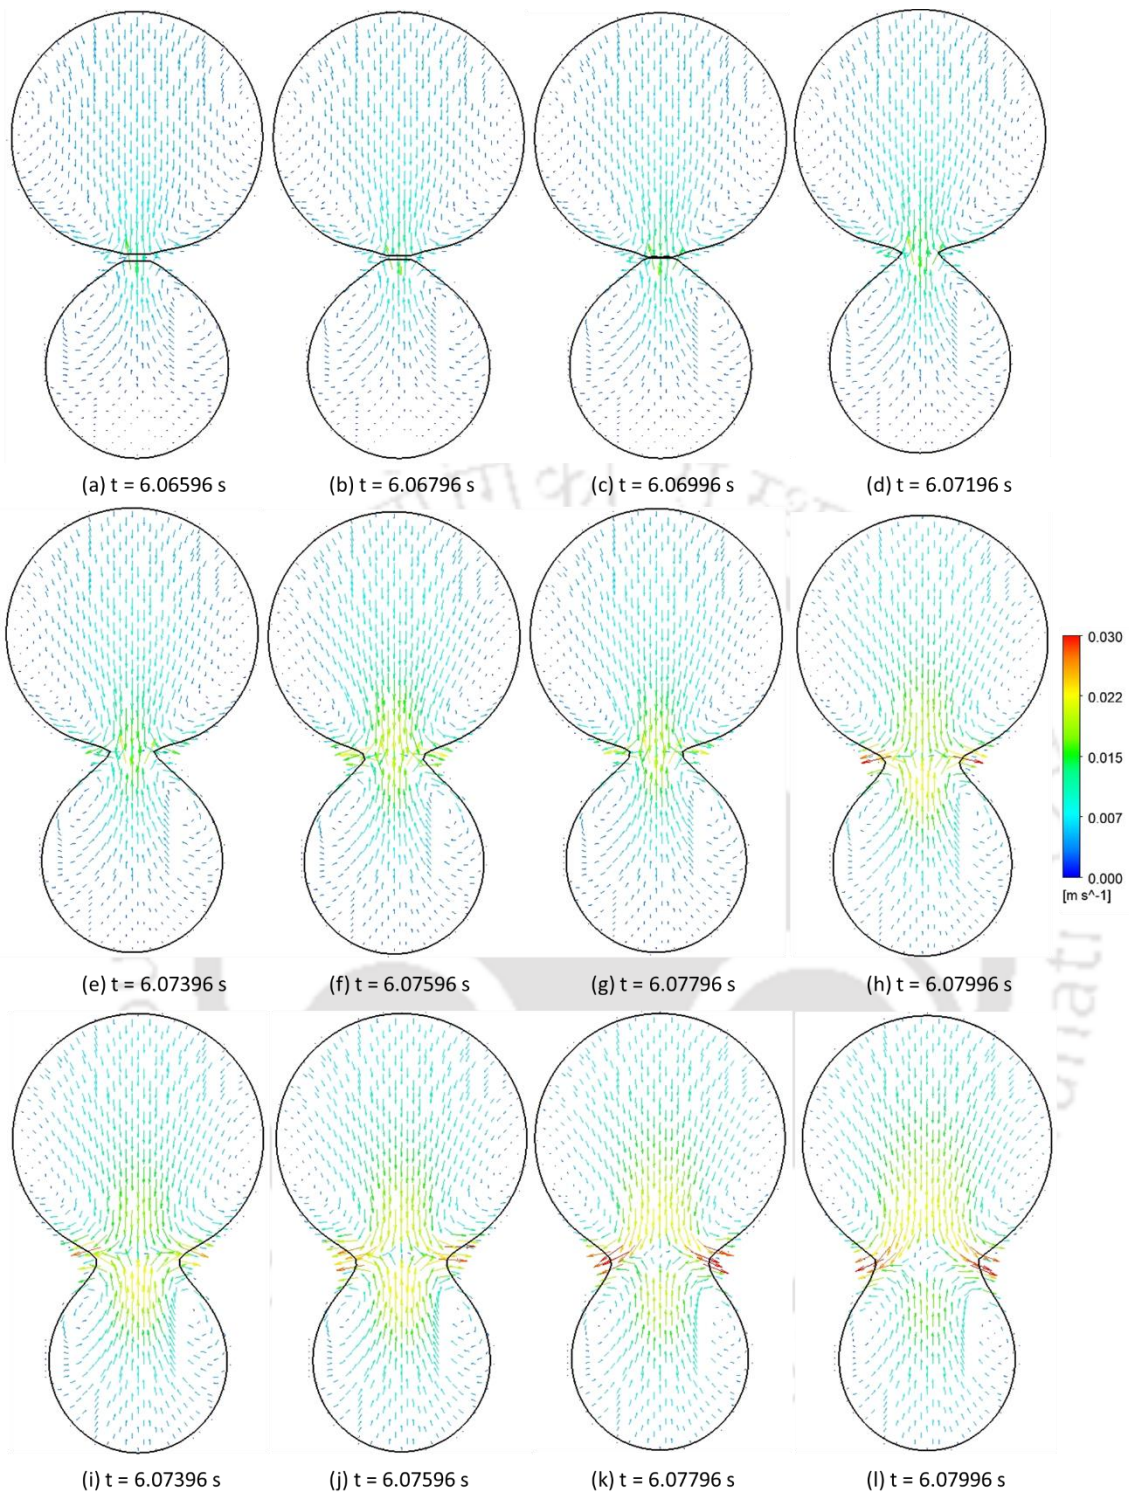 (a) t = 6.06596 s
(b) t = 6.06796 s
(c) t = 6.06996 s
(d) t = 6.07196 s
0.030
0.022
0.015
0.007
0.000
[m s^-1]
(e) t = 6.07396 s
(f) t = 6.07596 s
(g) t = 6.07796 s
(h) t = 6.07996 s
(i) t = 6.07396 s
(j) t = 6.07596 s
(k) t = 6.07796 s
(l) t = 6.07996 s